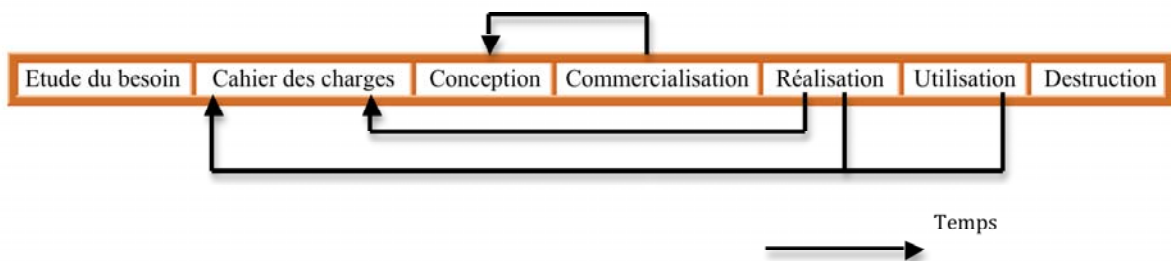 Etude du besoin Cahier des charges Conception Commercialisation Réalisation Utilisation Destruction
Temps